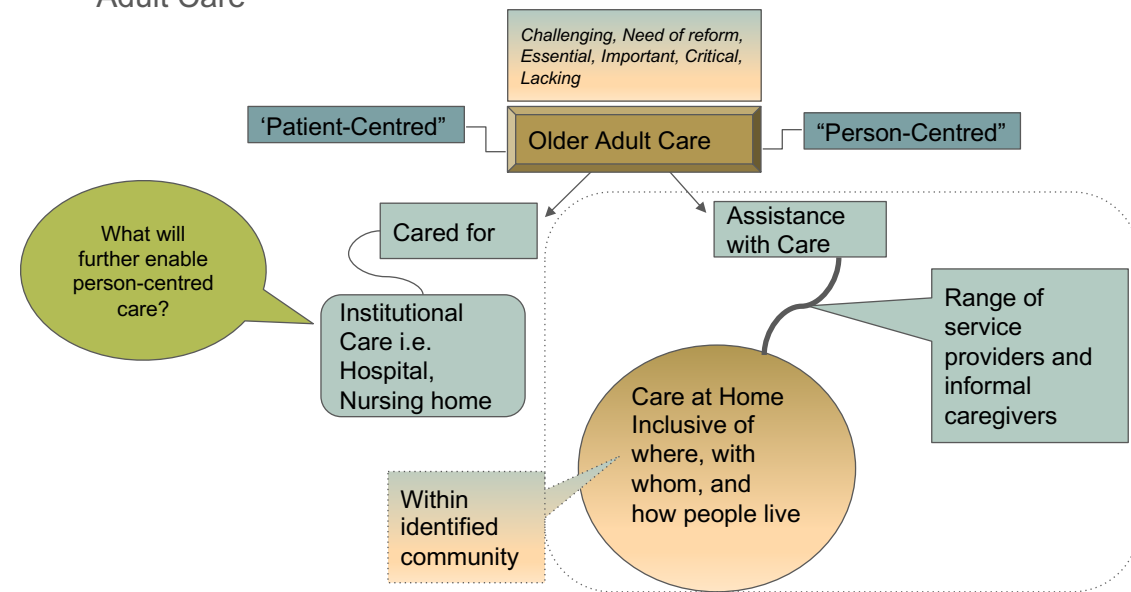 Adult Care
Challenging, Need of reform,
Essential, Important, Critical,
Lacking
‘Patient-Centred”
Older Adult Care
“Person-Centred”
Cared for
Assistance
with Care
What will
further enable
person-centred
care?
Institutional
Care i.e.
Hospital,
Nursing home
Range of
service
providers and
informal
caregivers
Care at Home
Inclusive of
where, with
whom, and
how people live
Within
identified
community